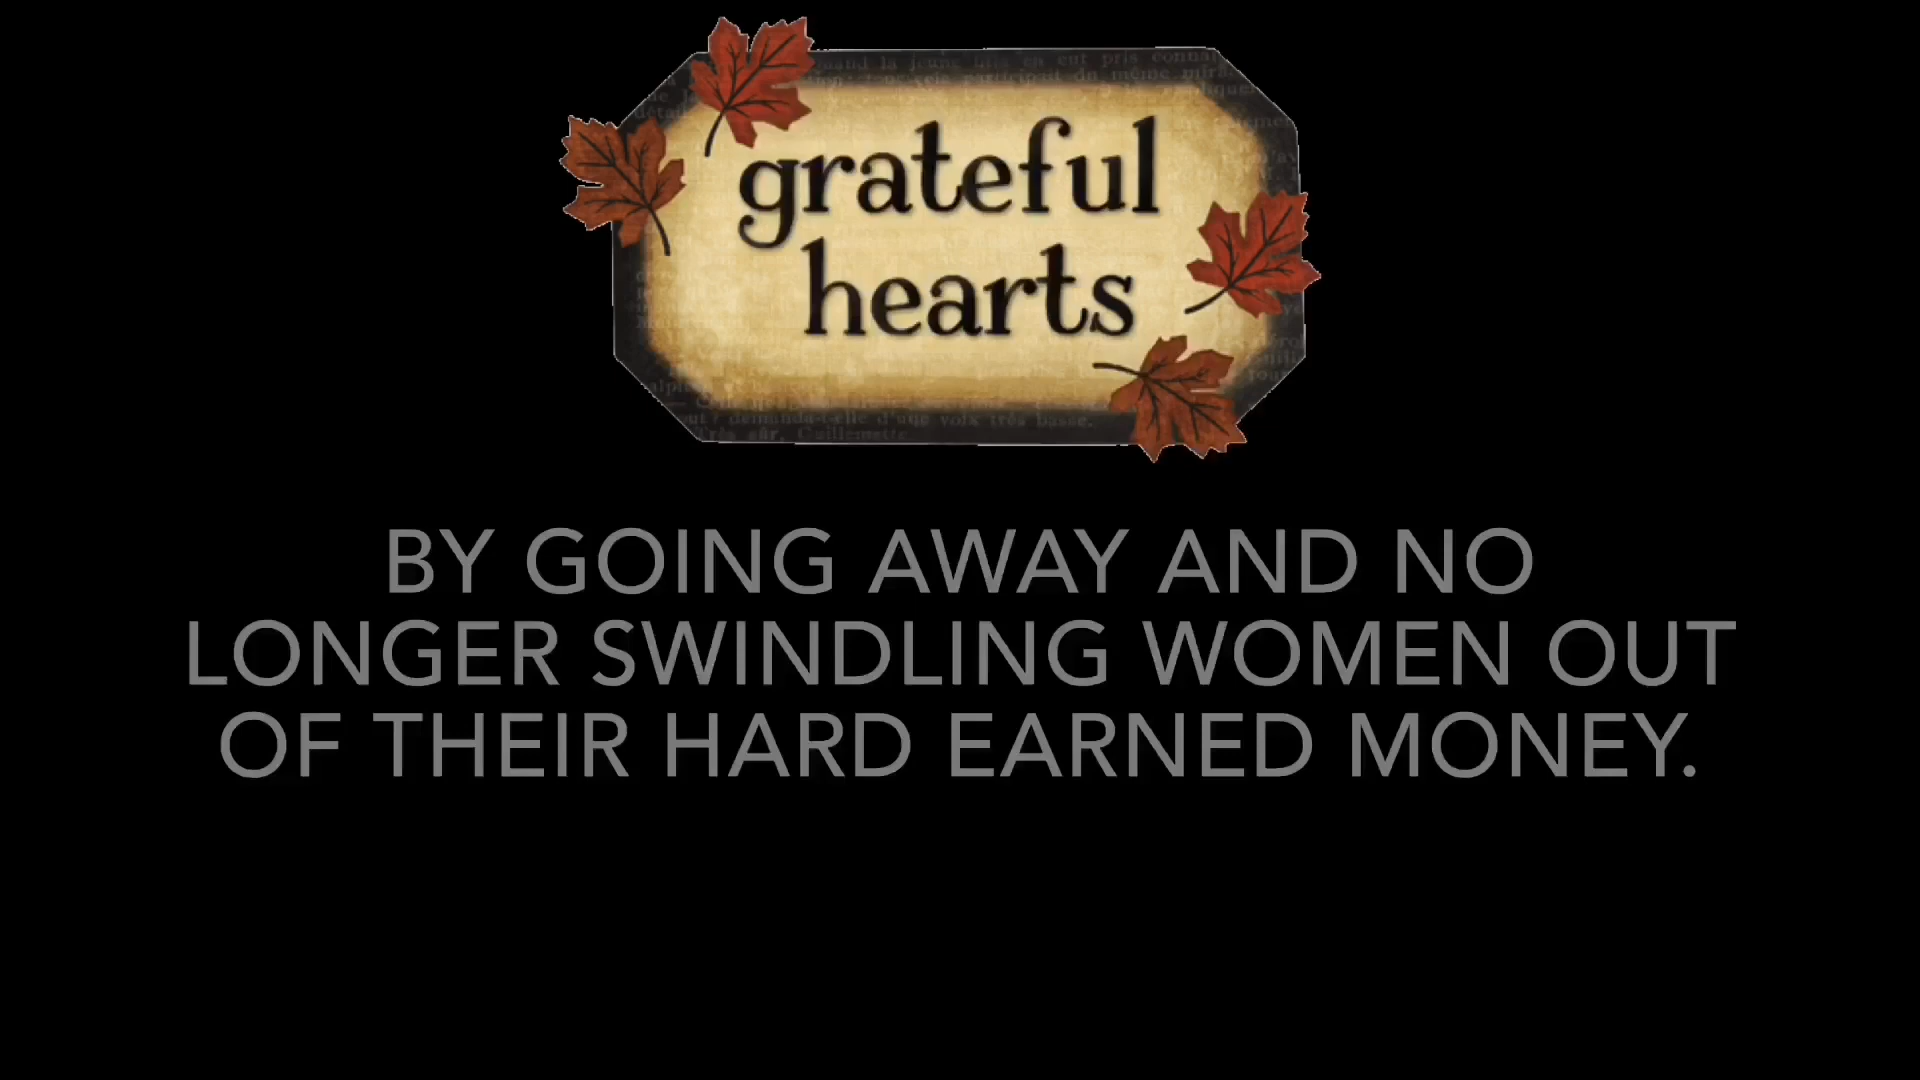 grateful
hearts
BY GOING AWAY AND NO
LONGER SWINDLING WOMEN OUT
OF THEIR HARD EARNED MONEY.